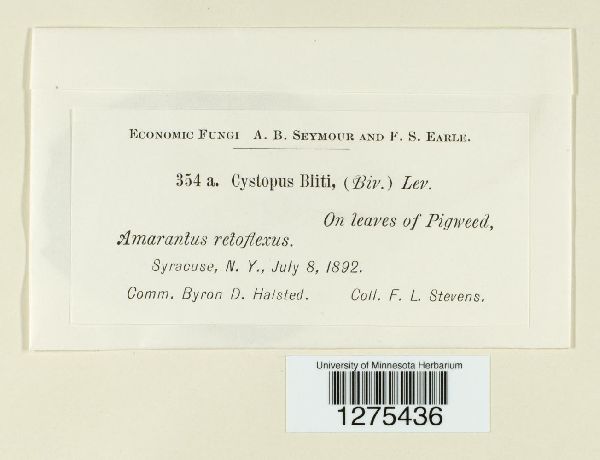 ECONOMIC FUNGI A. B. SEYMOUR AND F. S. EARLE.
354 a. Cystopus Bliti, (Biv.) Lev.
On leaves of Pigweed,
Amarantus retoflexus.
Syracuse, N. Y., July 8, 1892.
Comm. Byron D. Halsted. Coll. F. L. Stevens.
University of Minnesota Herbarium
1275436